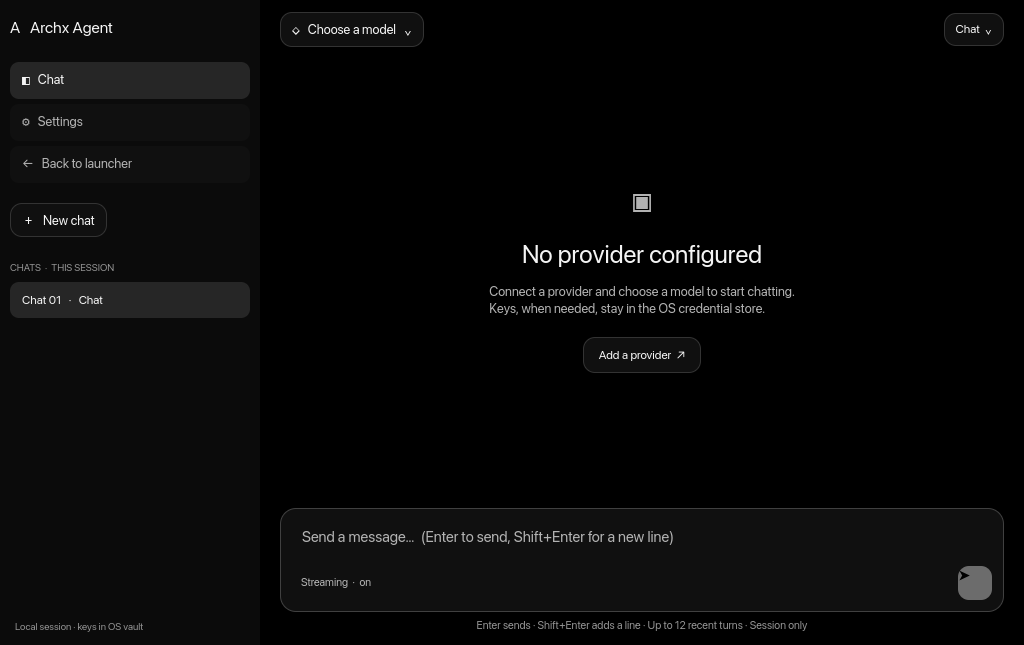 A Archx Agent
Chat
Settings
← Back to launcher
+ New chat
CHATS · THIS SESSION
Chat 01 · Chat
Local session · keys in OS vault
Choose a model
Chat
No provider configured
Connect a provider and choose a model to start chatting.
Keys, when needed, stay in the OS credential store.
Add a provider ↗
Send a message... (Enter to send, Shift+Enter for a new line)
Streaming · on
Enter sends · Shift+Enter adds a line · Up to 12 recent turns · Session only